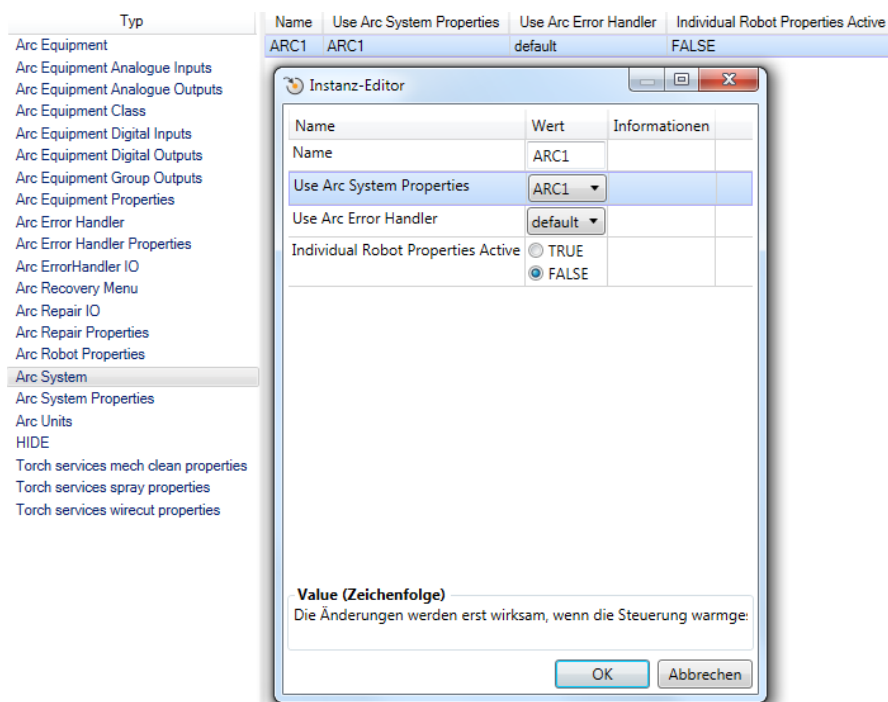 Typ
Arc Equipment
Arc Equipment Analogue Inputs
Arc Equipment Analogue Outputs
Arc Equipment Class
Arc Equipment Digital Inputs
Arc Equipment Digital Outputs
Arc Equipment Group Outputs
Arc Equipment Properties
Arc Error Handler
Arc Error Handler Properties
Arc ErrorHandler IO
Arc Recovery Menu
Arc Repair IO
Arc Repair Properties
Arc Robot Properties
Arc System
Arc System Properties
Arc Units
HIDE
Torch services mech clean properties
Torch services spray properties
Torch services wirecut properties
Name Use Arc System Properties Use Arc Error Handler Individual Robot Properties Active
ARC1 ARC1 default FALSE
Instanz-Editor
Name Wert Informationen
Name ARC1
Use Arc System Properties ARC1
Use Arc Error Handler default
Individual Robot Properties Active TRUE
FALSE
Value (Zeichenfolge)
Die Änderungen werden erst wirksam, wenn die Steuerung warmge
OK Abbrechen